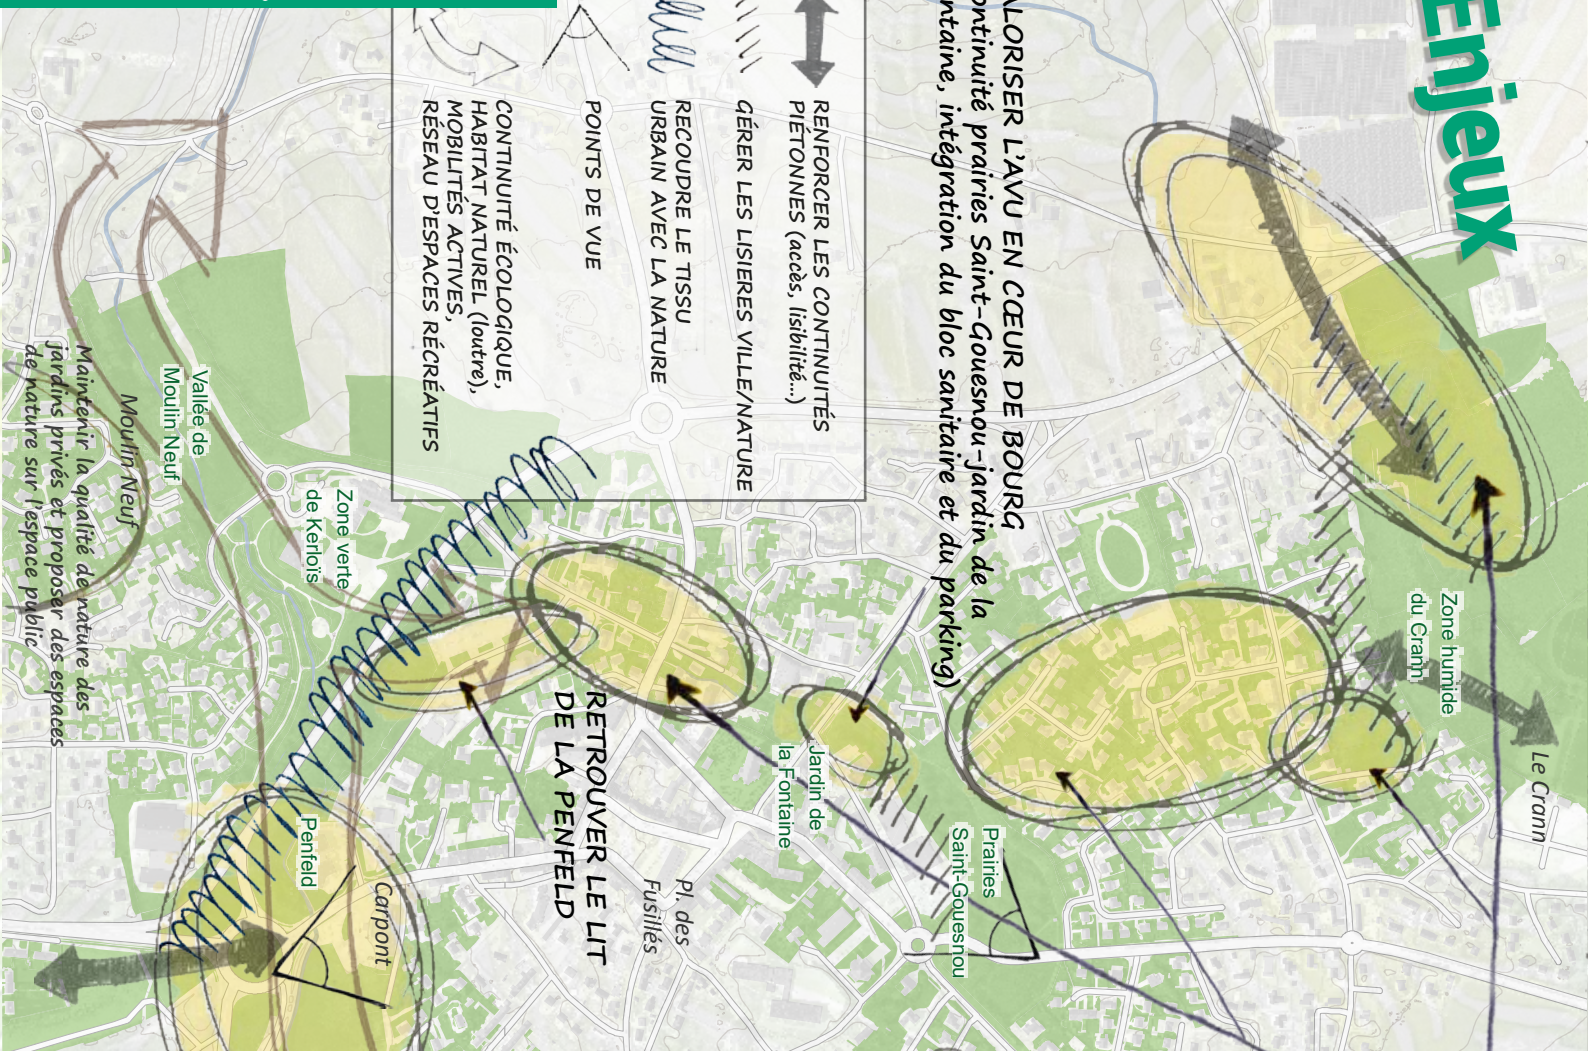 Enjeux
ALORISER L'AVU EN CŒUR DE BOURG
ontinuité prairies Saint-Gouesnou-jardin de la
ntaine, intégration du bloc sanitaire et du parking)
RENFORCER LES CONTINUITÉS
PIÉTONNES (accès, lisibilité...)
GÉRER LES LISIERES VILLE/NATURE
RECOUDRE LE TISSU
URBAIN AVEC LA NATURE
POINTS DE VUE
CONTINUITÉ ÉCOLOGIQUE,
HABITAT NATUREL (loutre),
MOBILITÉS ACTIVES,
RÉSEAU D'ESPACES RÉCRÉATIFS
Le Crann
Zone humide
du Crann
Prairies
Saint-Gouesnou
Jardin de
la Fontaine
Pl. des
Fusillés
RETROUVER LE LIT
DE LA PENFELD
Carpont
Zone verte
de Kerlois
Penfeld
Vallée de
Moulin Neuf
Moulin Neuf
Maintenir la qualité de nature des
jardins privés et proposer des espaces
de nature sur l'espace public